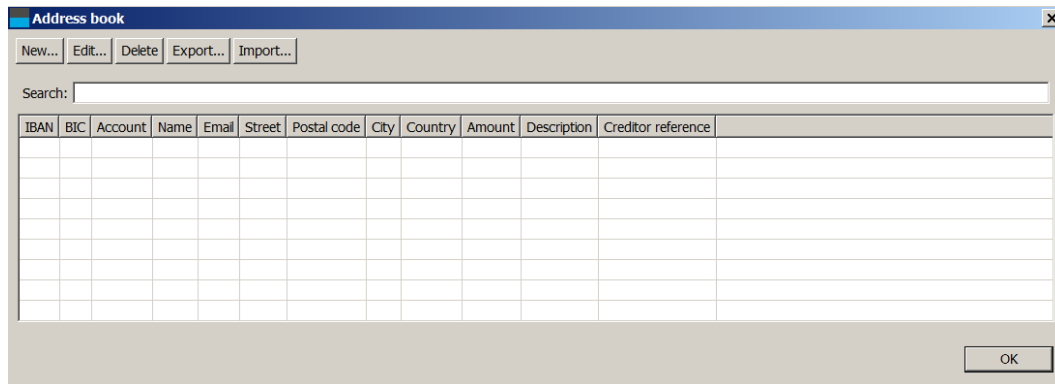 Address book
New... Edit... Delete Export... Import...
Search:
IBAN BIC Account Name Email Street Postal code City Country Amount Description Creditor reference
OK